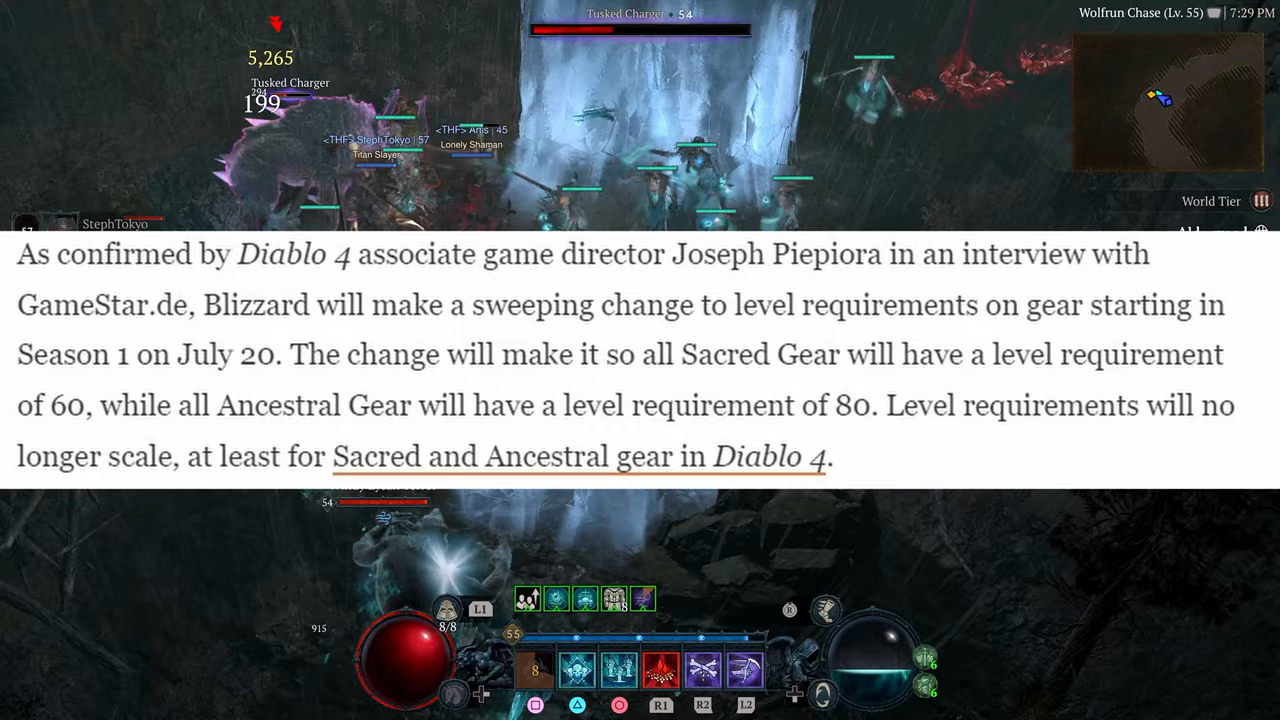 Tusked Charger • 54
Wolfrun Chase (Lv. 55) | 7:29 PM
5,265
Tusked Charger
294
199
<THF> StephTokyo | 57
Titan Slayer
<THF> Artis | 45
Lonely Shaman
World Tier
StephTokyo
As confirmed by Diablo 4 associate game director Joseph Piepiora in an interview with
GameStar.de, Blizzard will make a sweeping change to level requirements on gear starting in
Season 1 on July 20. The change will make it so all Sacred Gear will have a level requirement
of 60, while all Ancestral Gear will have a level requirement of 80. Level requirements will no
longer scale, at least for Sacred and Ancestral gear in Diablo 4.
54
L1
8
R
8/8
915
55
6
8
6
R1
R2
L2